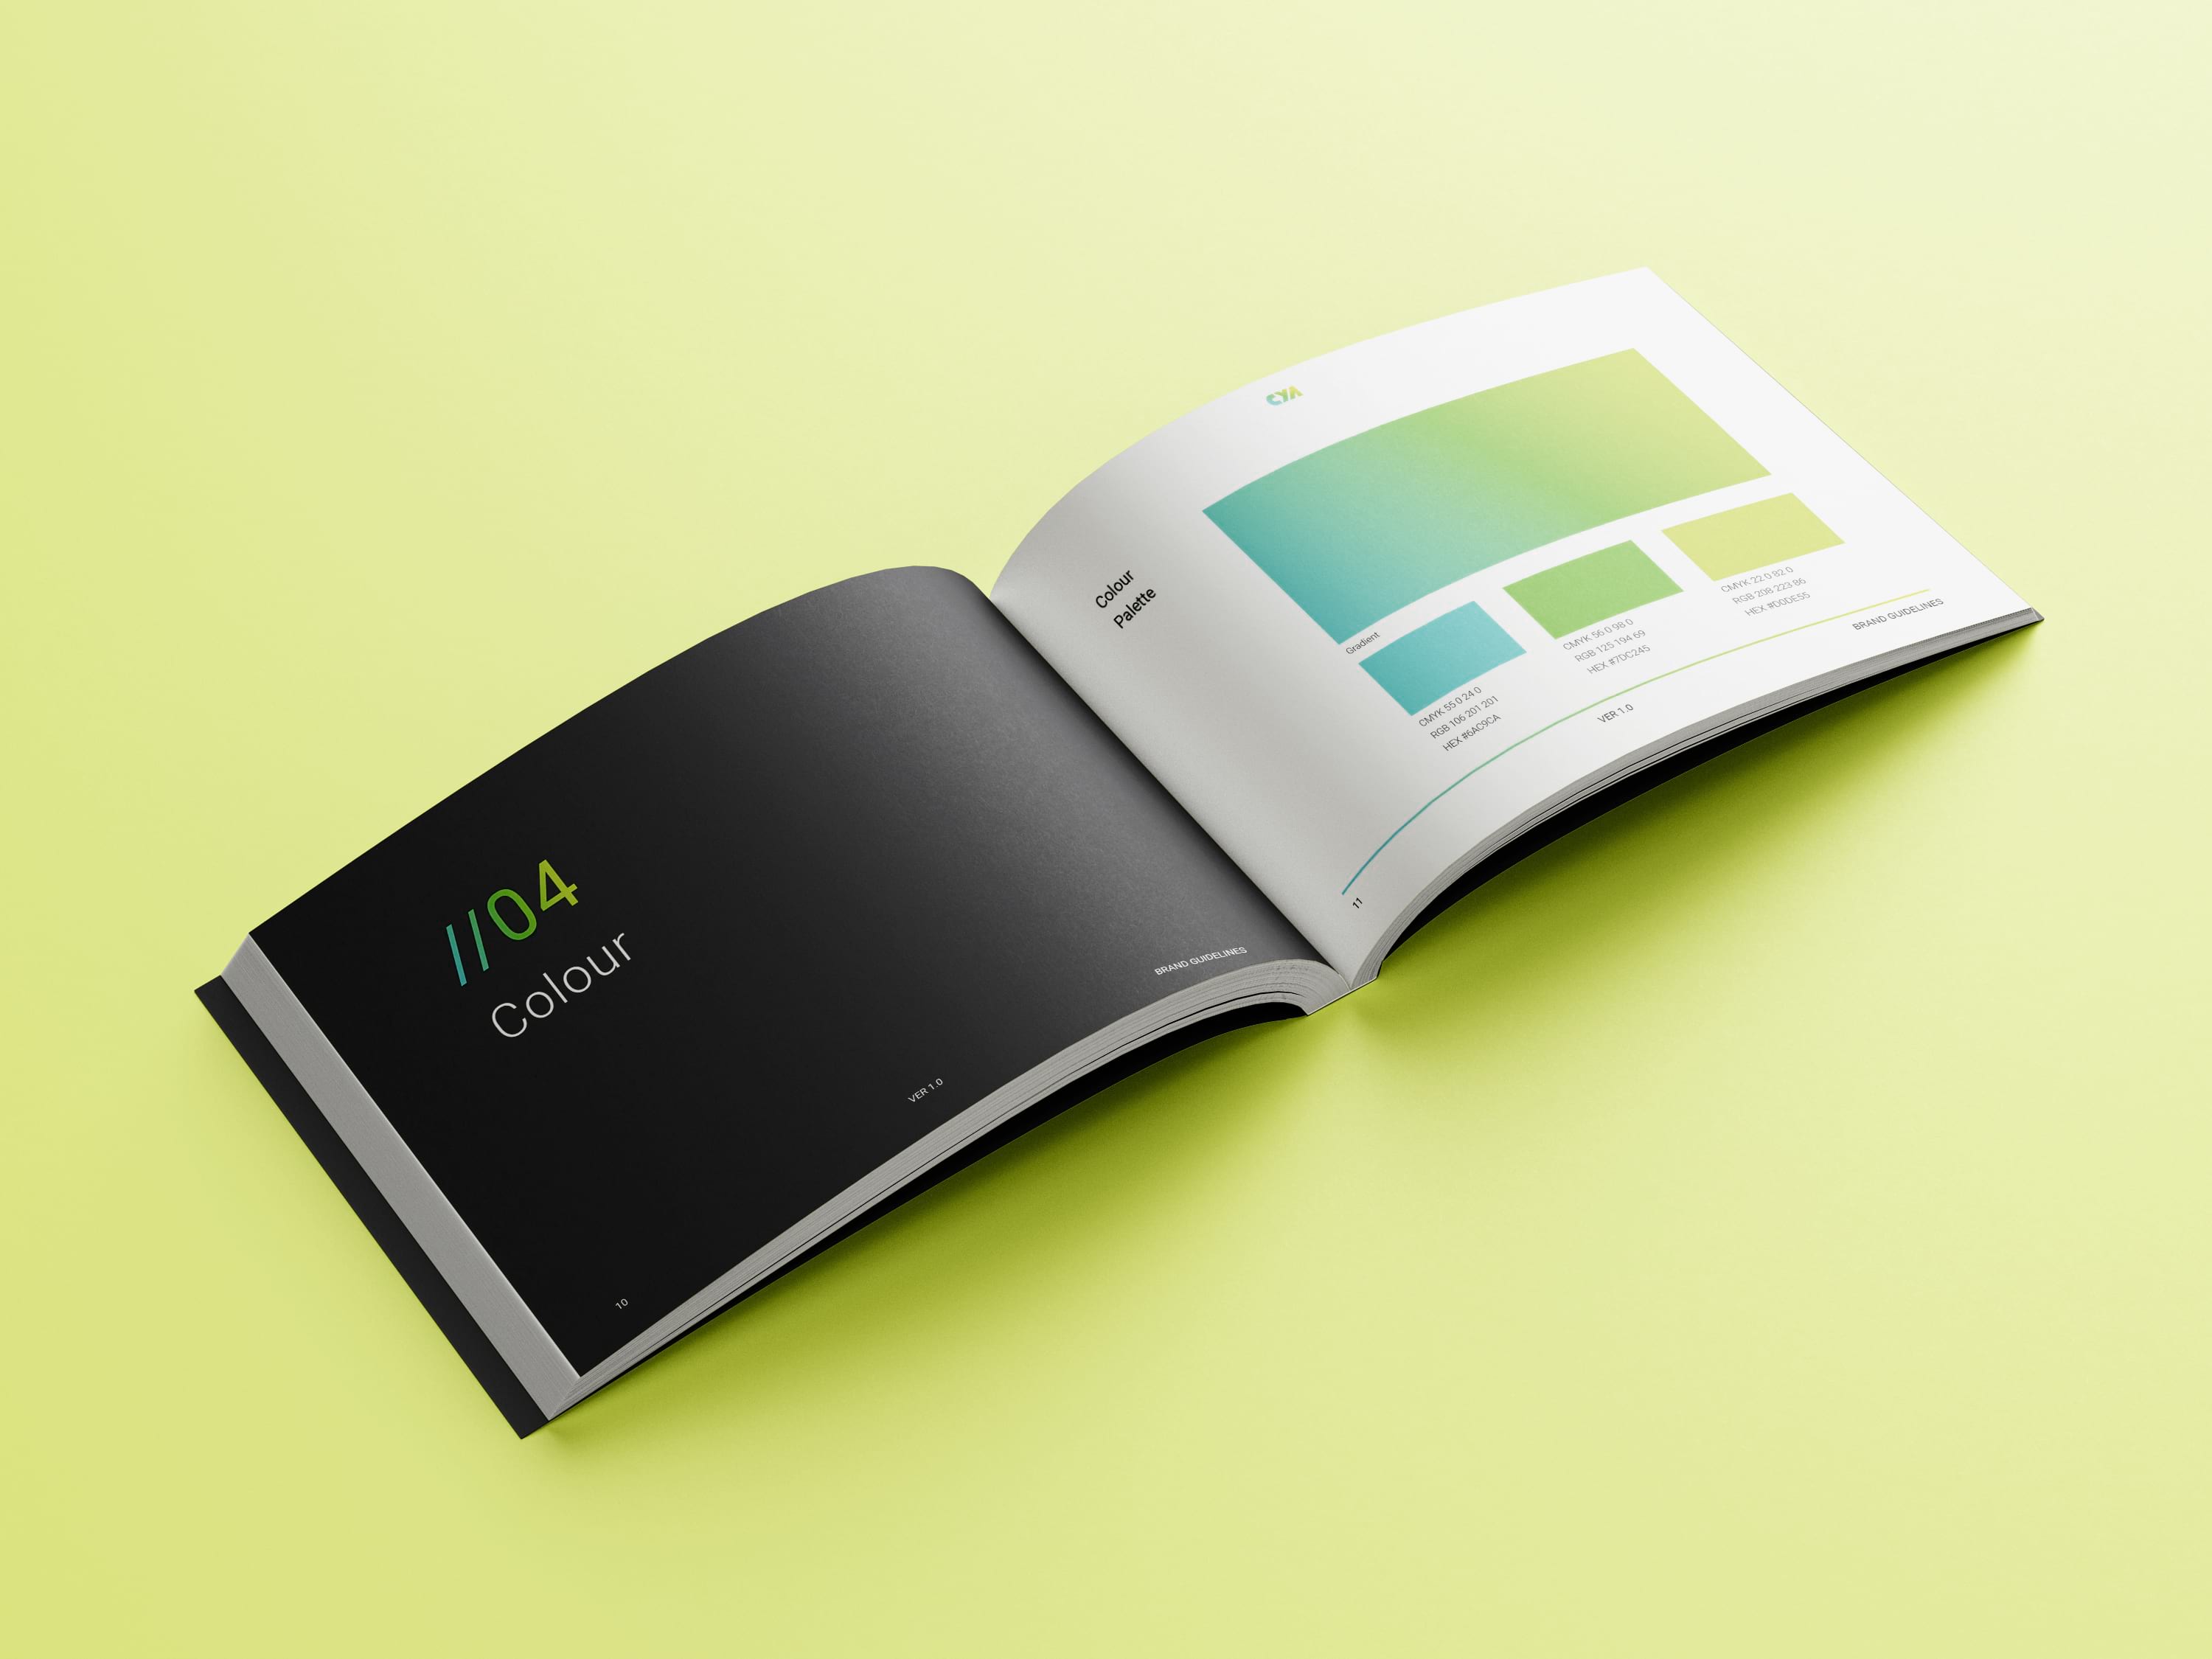 //04
Colour
10
VER 1.0
BRAND GUIDELINES
CYA
Colour
Palette
Gradient
CMYK 55 0 24 0
RGB 106 201 201
HEX #6AC9CA
CMYK 56 0 98 0
RGB 125 194 69
HEX #7DC245
CMYK 22 0 82 0
RGB 208 223 86
HEX #D0DE55
11
VER 1.0
BRAND GUIDELINES